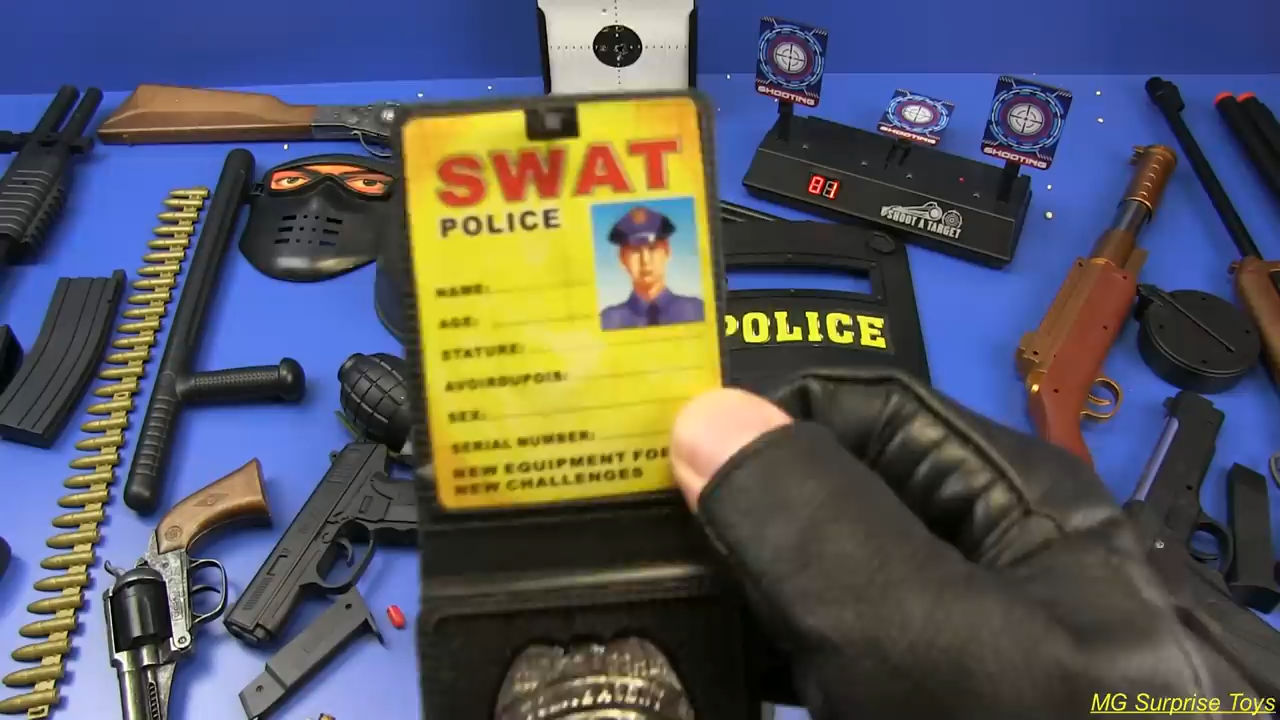 SWAT
POLICE
NAME:
AGE:
STATURE:
AVOIRDUPOIS:
SEX:
SERIAL NUMBER:
NEW EQUIPMENT FOR
NEW CHALLENGES
SHOOTING
SHOOTING
SHOOTING
81
SHOOT A TARGET
POLICE
MG Surprise Toys